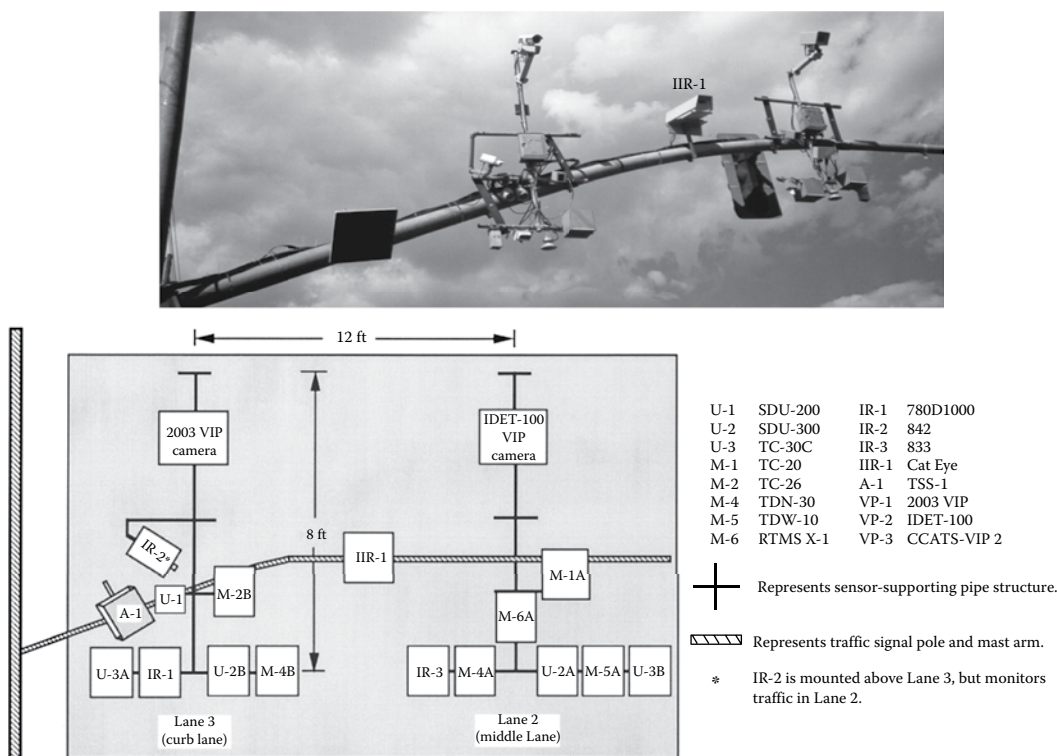 IIR-1
12 ft
2003 VIP
camera
IDET-100
VIP
camera
8 ft
IR-2*
IIR-1
A-1
U-1
M-2B
M-1A
M-6A
U-3A
IR-1
U-2B
M-4B
IR-3
M-4A
U-2A
M-5A
U-3B
Lane 3
(curb lane)
Lane 2
(middle Lane)
U-1 SDU-200 IR-1 780D1000
U-2 SDU-300 IR-2 842
U-3 TC-30C IR-3 833
M-1 TC-20 IIR-1 Cat Eye
M-2 TC-26 A-1 TSS-1
M-4 TDN-30 VP-1 2003 VIP
M-5 TDW-10 VP-2 IDET-100
M-6 RTMS X-1 VP-3 CCATS-VIP 2
Represents sensor-supporting pipe structure.
Represents traffic signal pole and mast arm.
* IR-2 is mounted above Lane 3, but monitors
traffic in Lane 2.